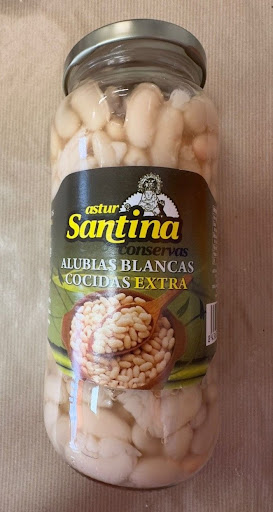 astur
Santina
conservas
ALUBIAS BLANCAS
COCIDAS EXTRA